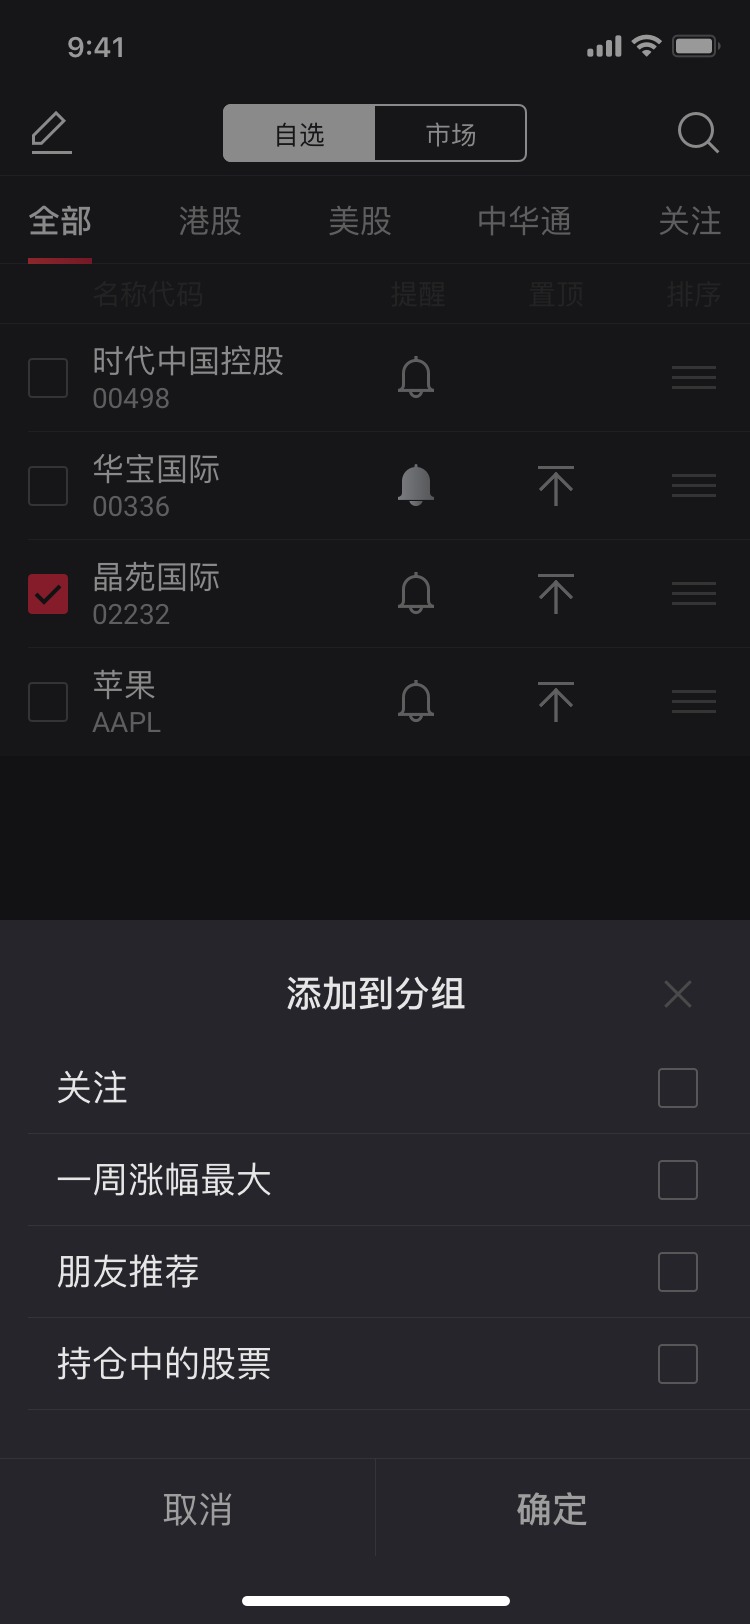 9:41
自选 市场
全部 港股 美股 中华通 关注
名称代码 提醒 置顶 排序
时代中国控股
00498
华宝国际
00336
晶苑国际
02232
苹果
AAPL
添加到分组
关注
一周涨幅最大
朋友推荐
持仓中的股票
取消 确定